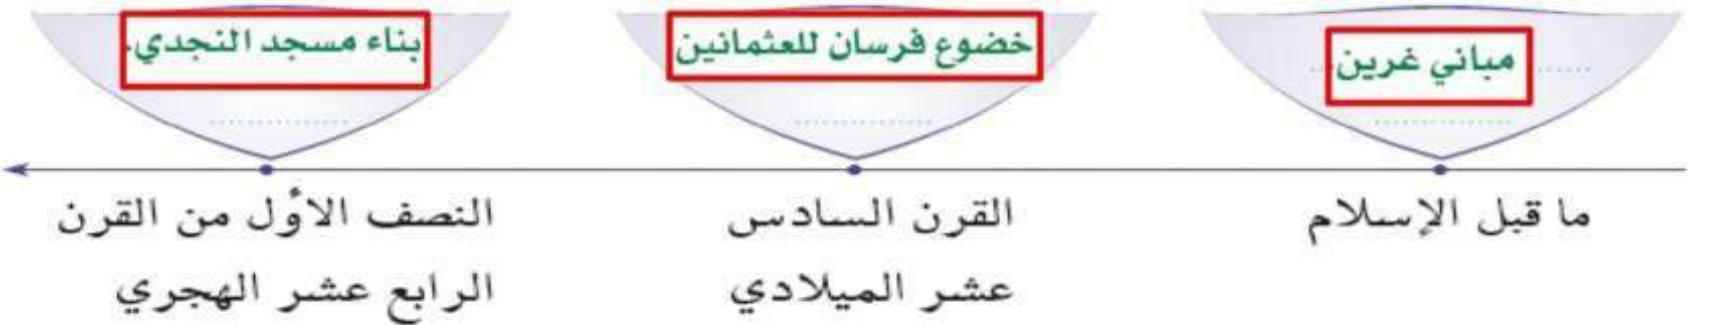 مباني غرين
خضوع فرسان للعثمانين
بناء مسجد النجدي.
ما قبل الإسلام
القرن السادس
عشر الميلادي
النصف الأول من القرن
الرابع عشر الهجري